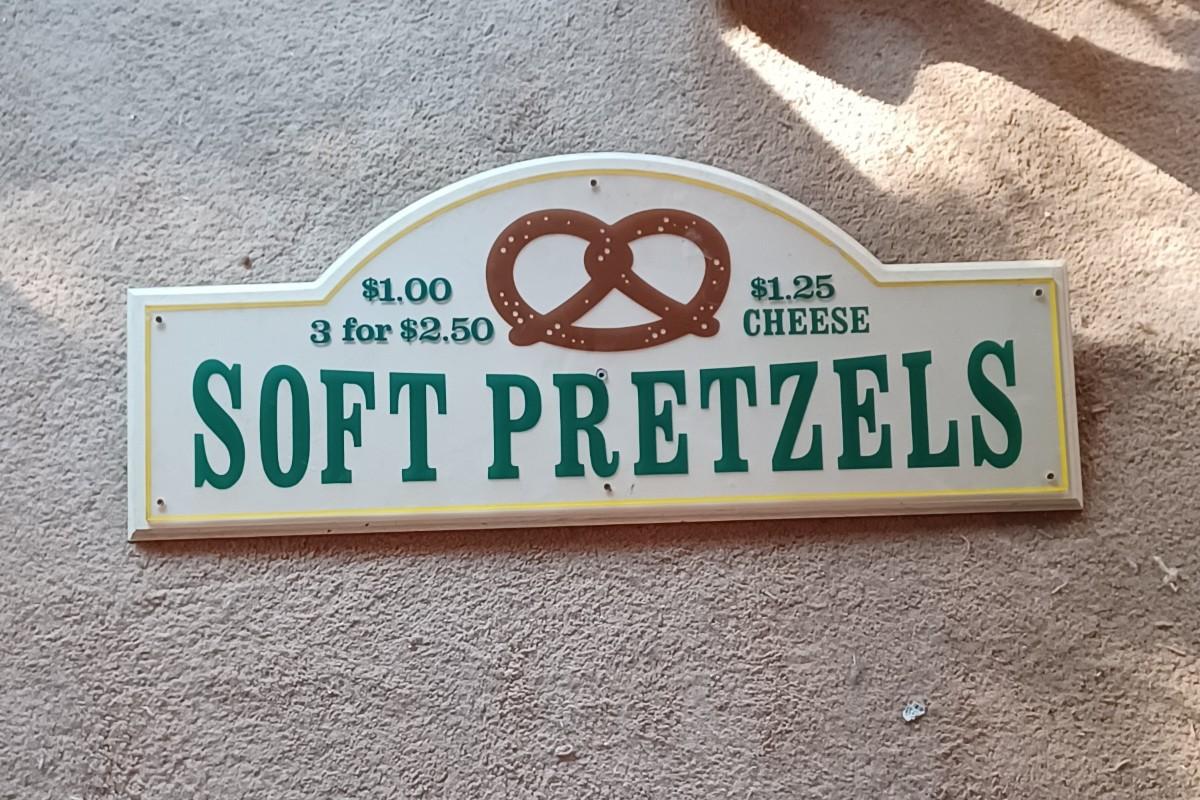 $1.00
3 for $2.50
$1.25
CHEESE
SOFT PRETZELS